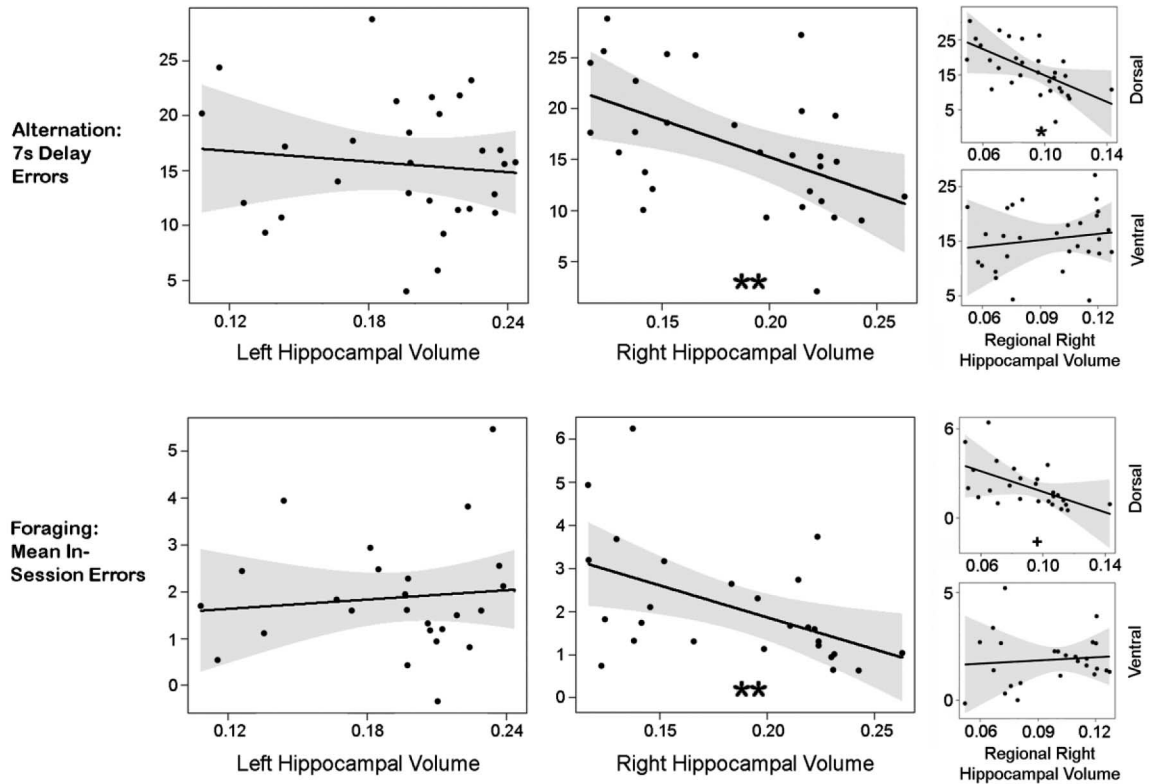 Alternation:
7s Delay
Errors
25
20
15
10
5
0.12 0.18 0.24
Left Hippocampal Volume
25
20
15
10
5
0.15 0.20 0.25
Right Hippocampal Volume
**
25
15
5
0.06 0.10 0.14
*
Dorsal
25
15
5
0.06 0.09 0.12
Ventral
Regional Right
Hippocampal Volume
Foraging:
Mean In-
Session Errors
5
4
3
2
1
0
0.12 0.18 0.24
Left Hippocampal Volume
6
5
4
3
2
1
0
0.15 0.20 0.25
Right Hippocampal Volume
**
6
0
0.06 0.10 0.14
+
Dorsal
4
0
0.06 0.09 0.12
Ventral
Regional Right
Hippocampal Volume